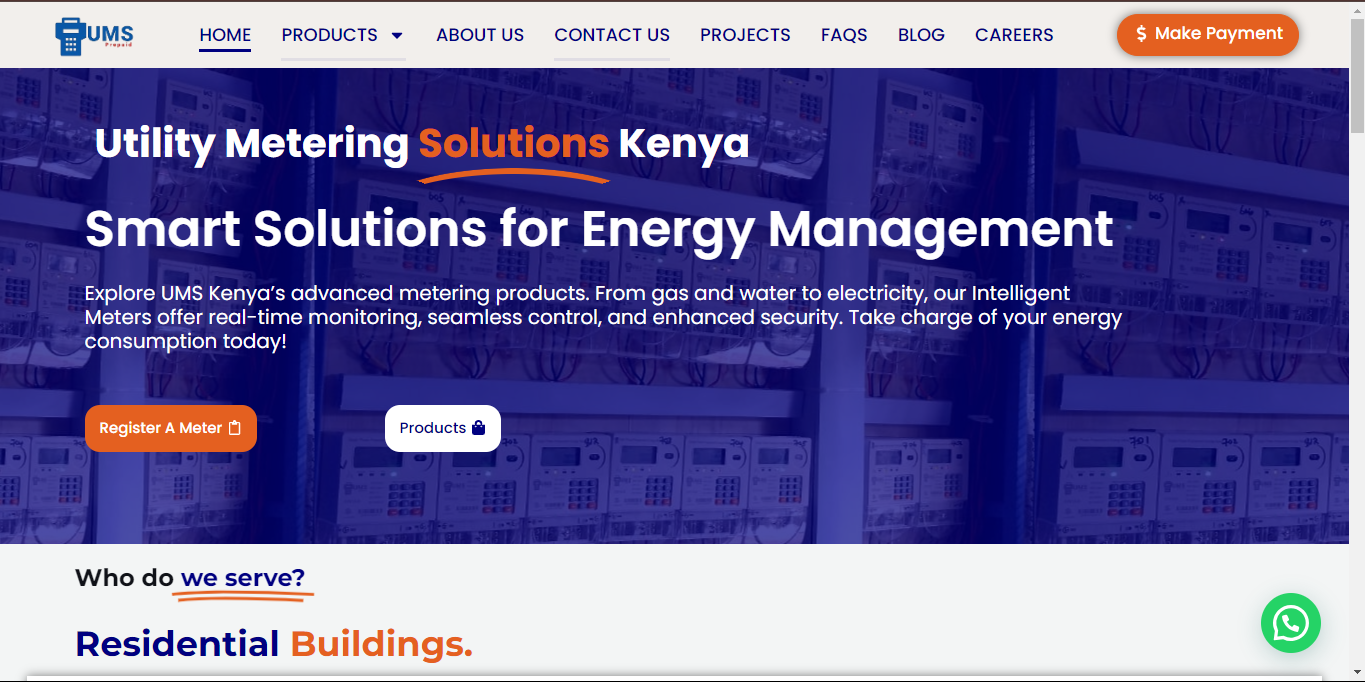 UMS
Prepaid
HOME
PRODUCTS
ABOUT US
CONTACT US
PROJECTS
FAQS
BLOG
CAREERS
$ Make Payment
Utility Metering Solutions Kenya
Smart Solutions for Energy Management
Explore UMS Kenya’s advanced metering products. From gas and water to electricity, our Intelligent
Meters offer real-time monitoring, seamless control, and enhanced security. Take charge of your energy
consumption today!
Register A Meter
Products
Who do we serve?
Residential Buildings.